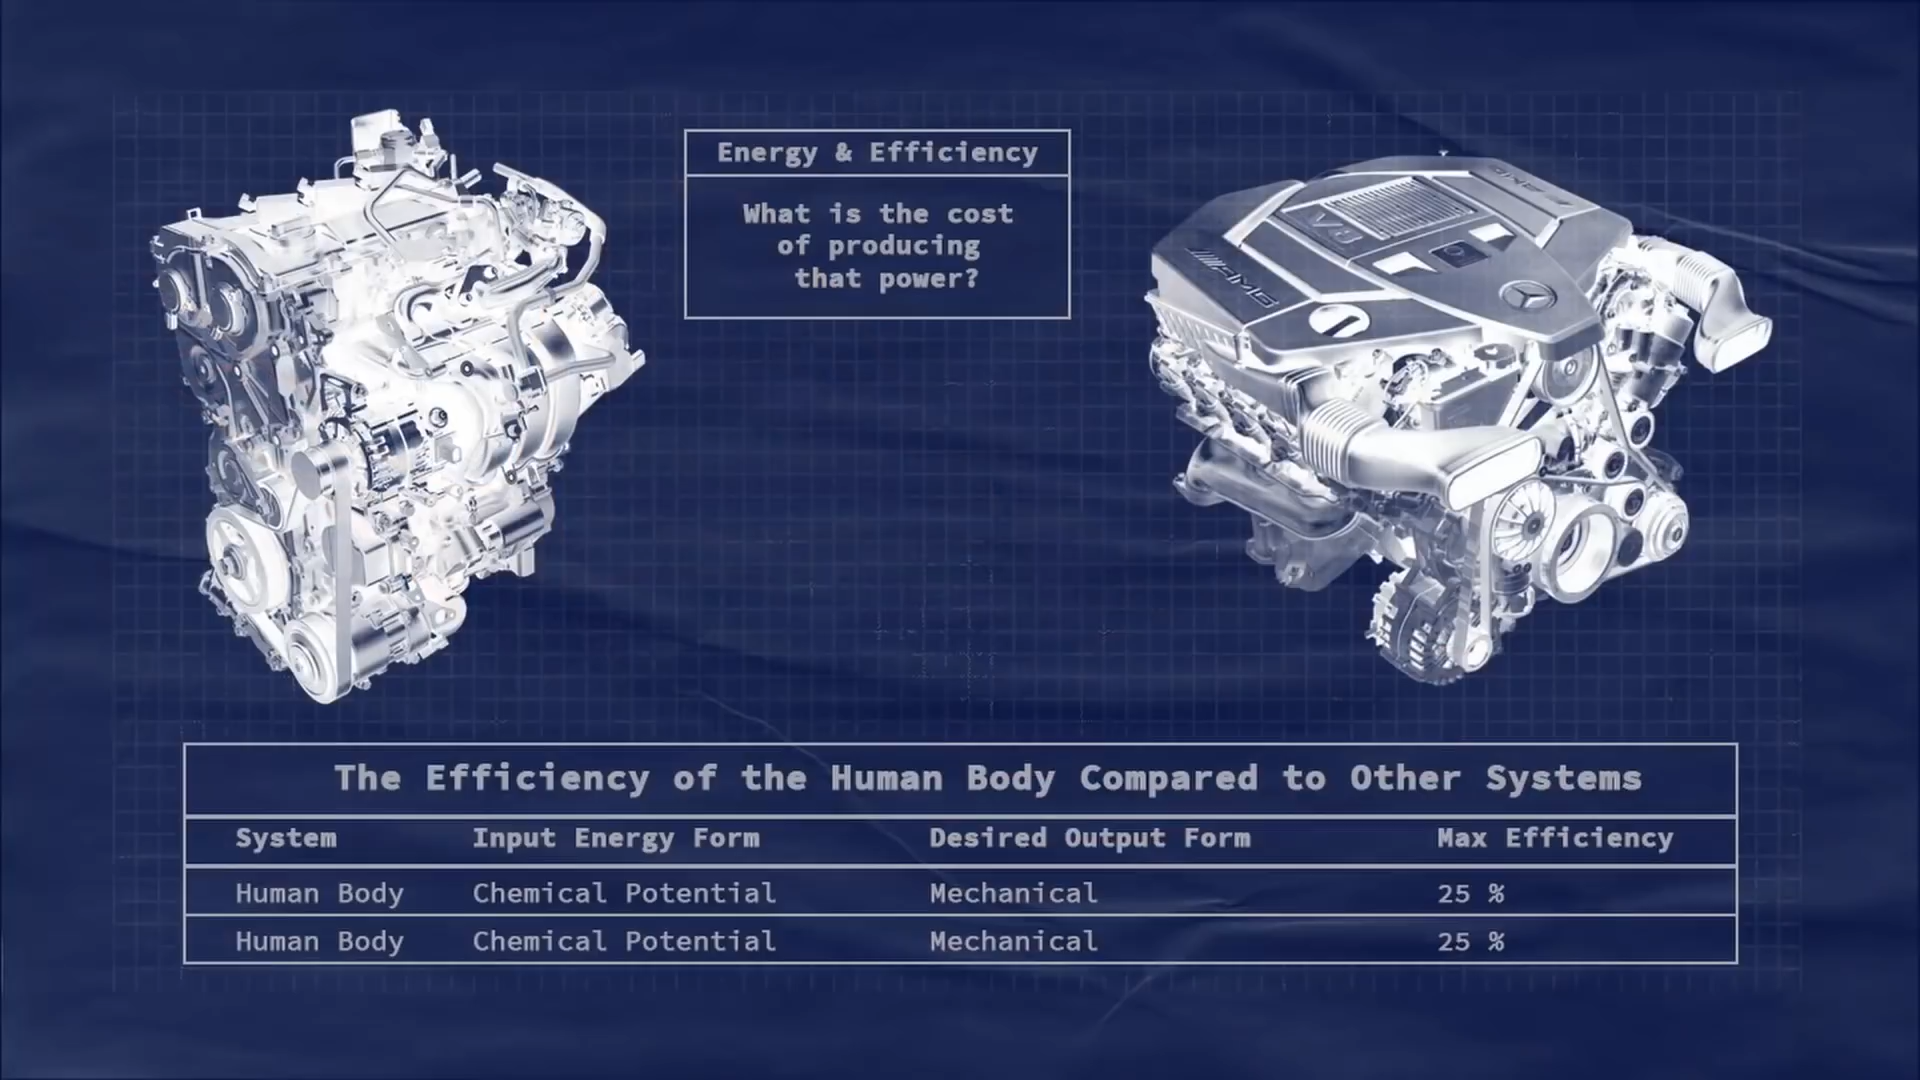 Energy & Efficiency
What is the cost
of producing
that power?
V8
AMG
The Efficiency of the Human Body Compared to Other Systems
System Input Energy Form Desired Output Form Max Efficiency
Human Body Chemical Potential Mechanical 25 %
Human Body Chemical Potential Mechanical 25 %